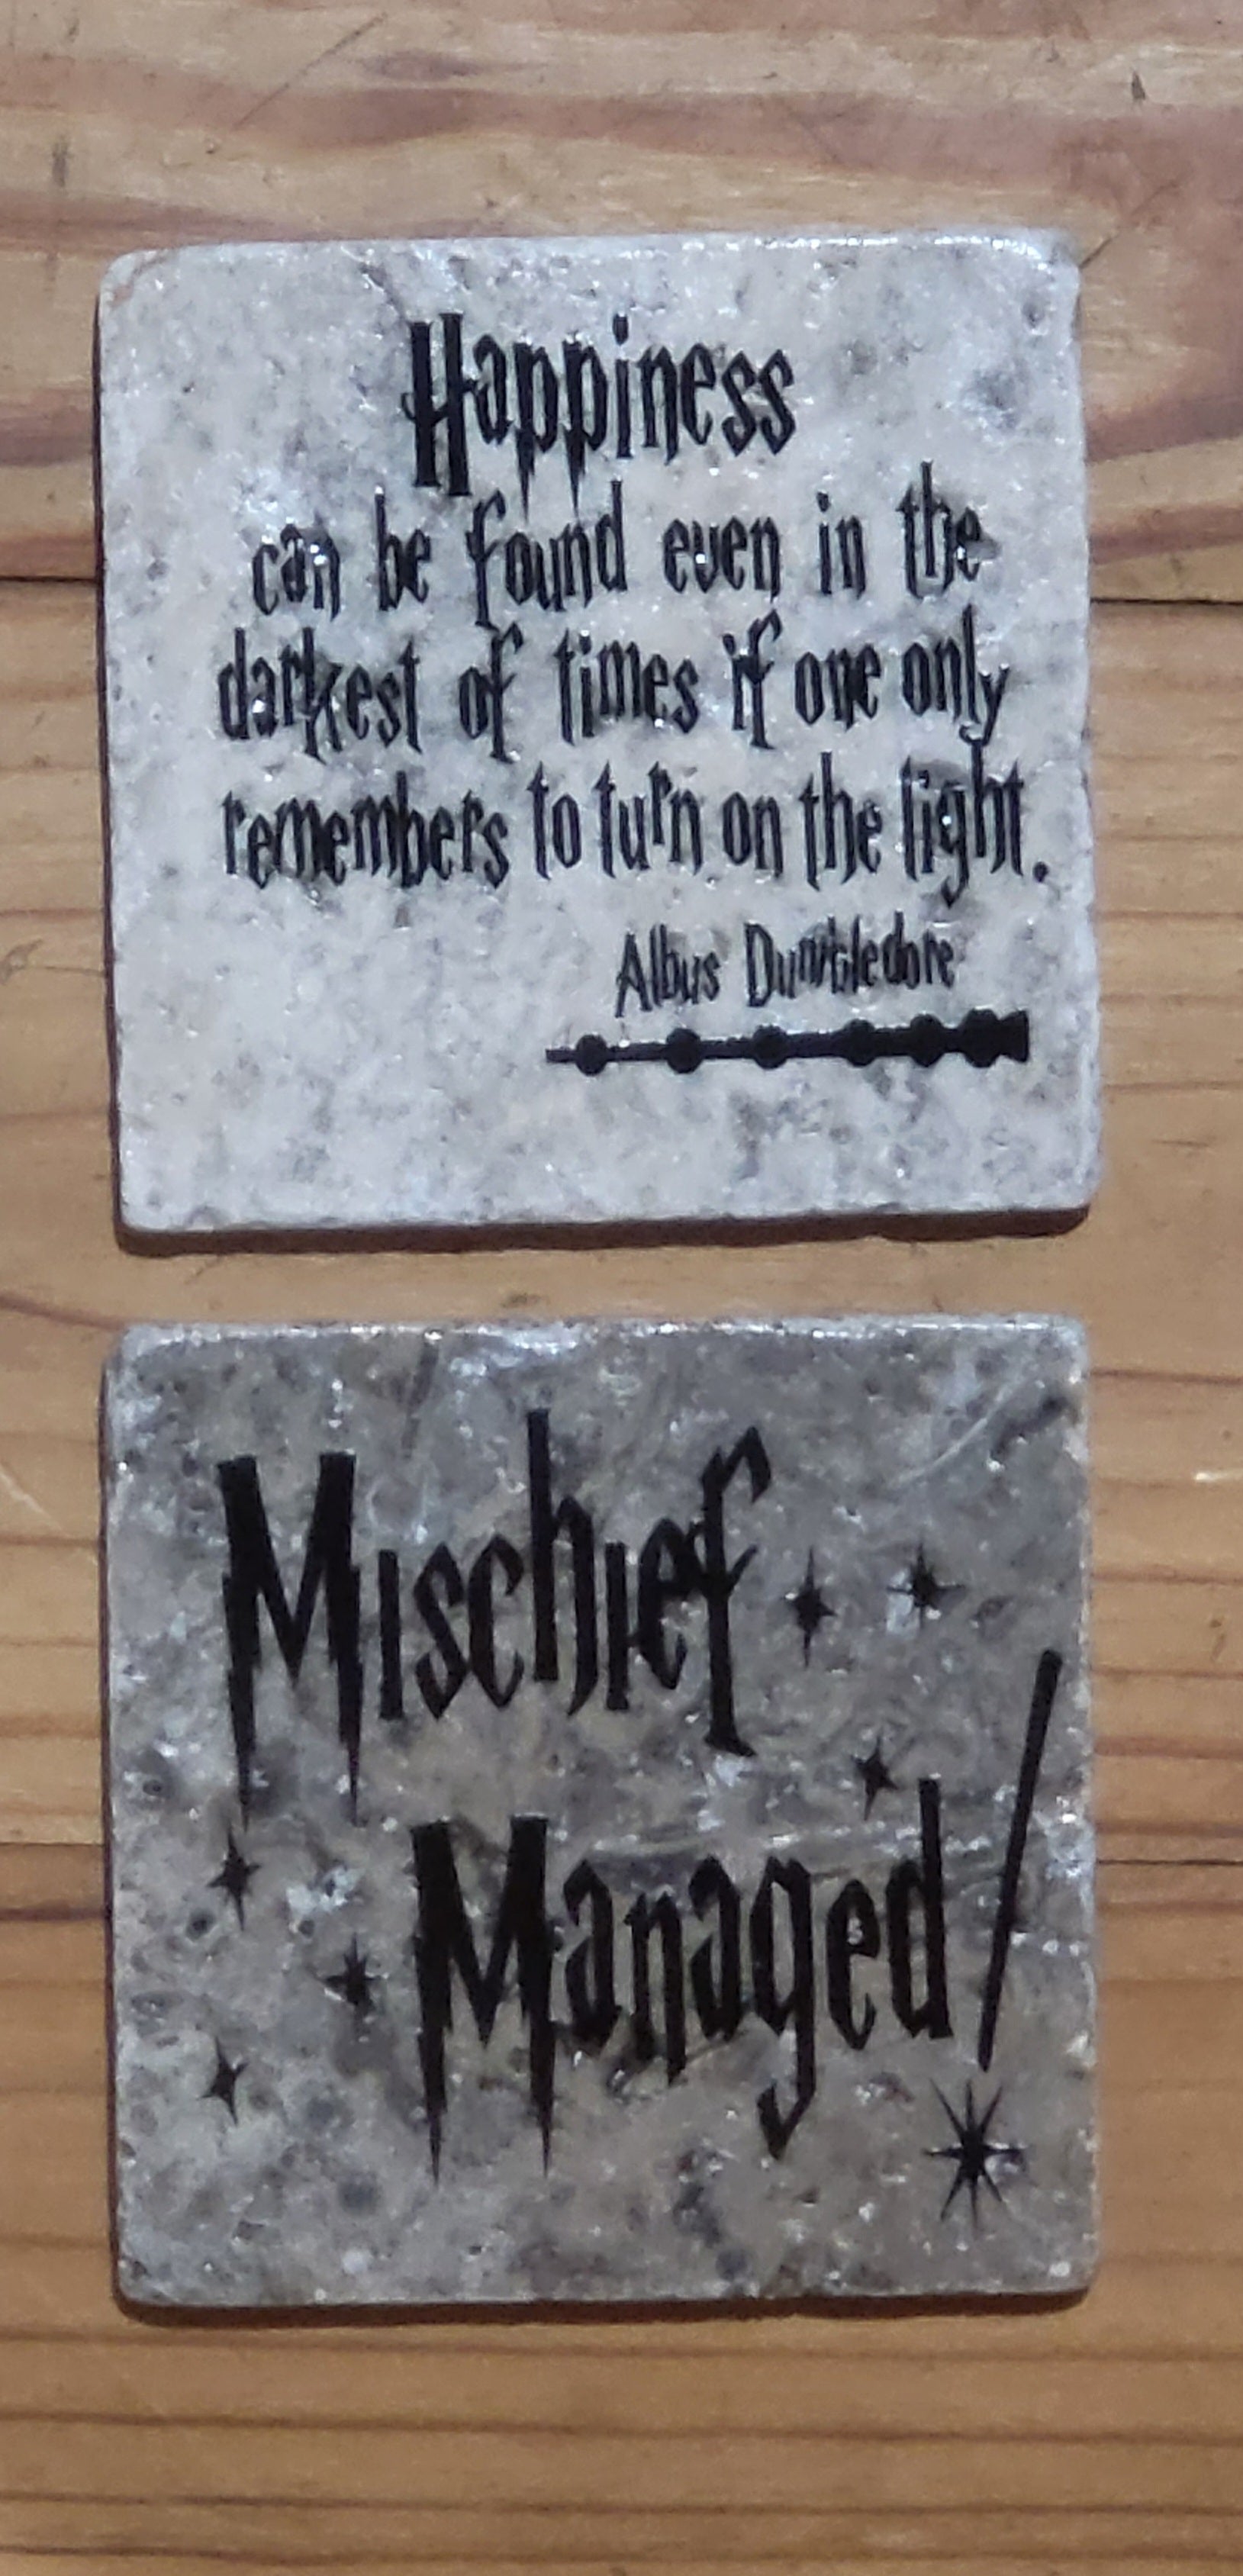 Happiness
can be found even in the
darkest of times if one only
remembers to turn on the light.
Albus Dumbledore
Mischief
Managed